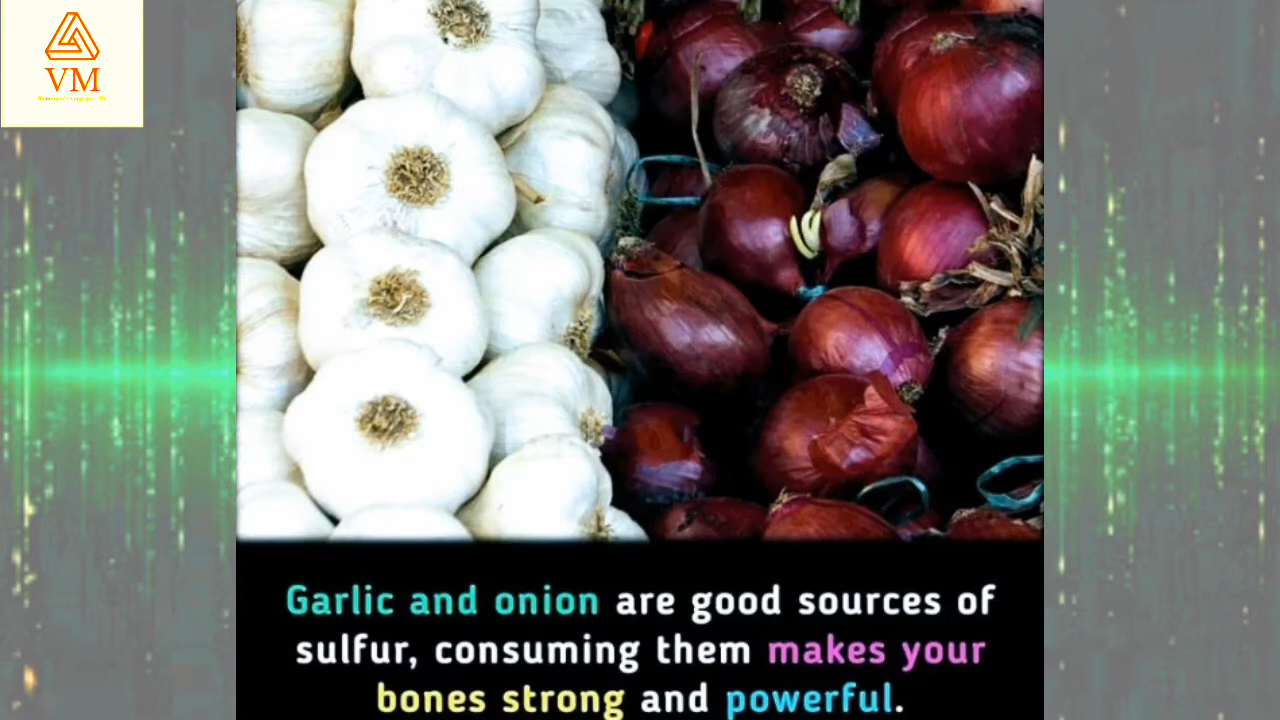 VM
Garlic and onion are good sources of
sulfur, consuming them makes your
bones strong and powerful.